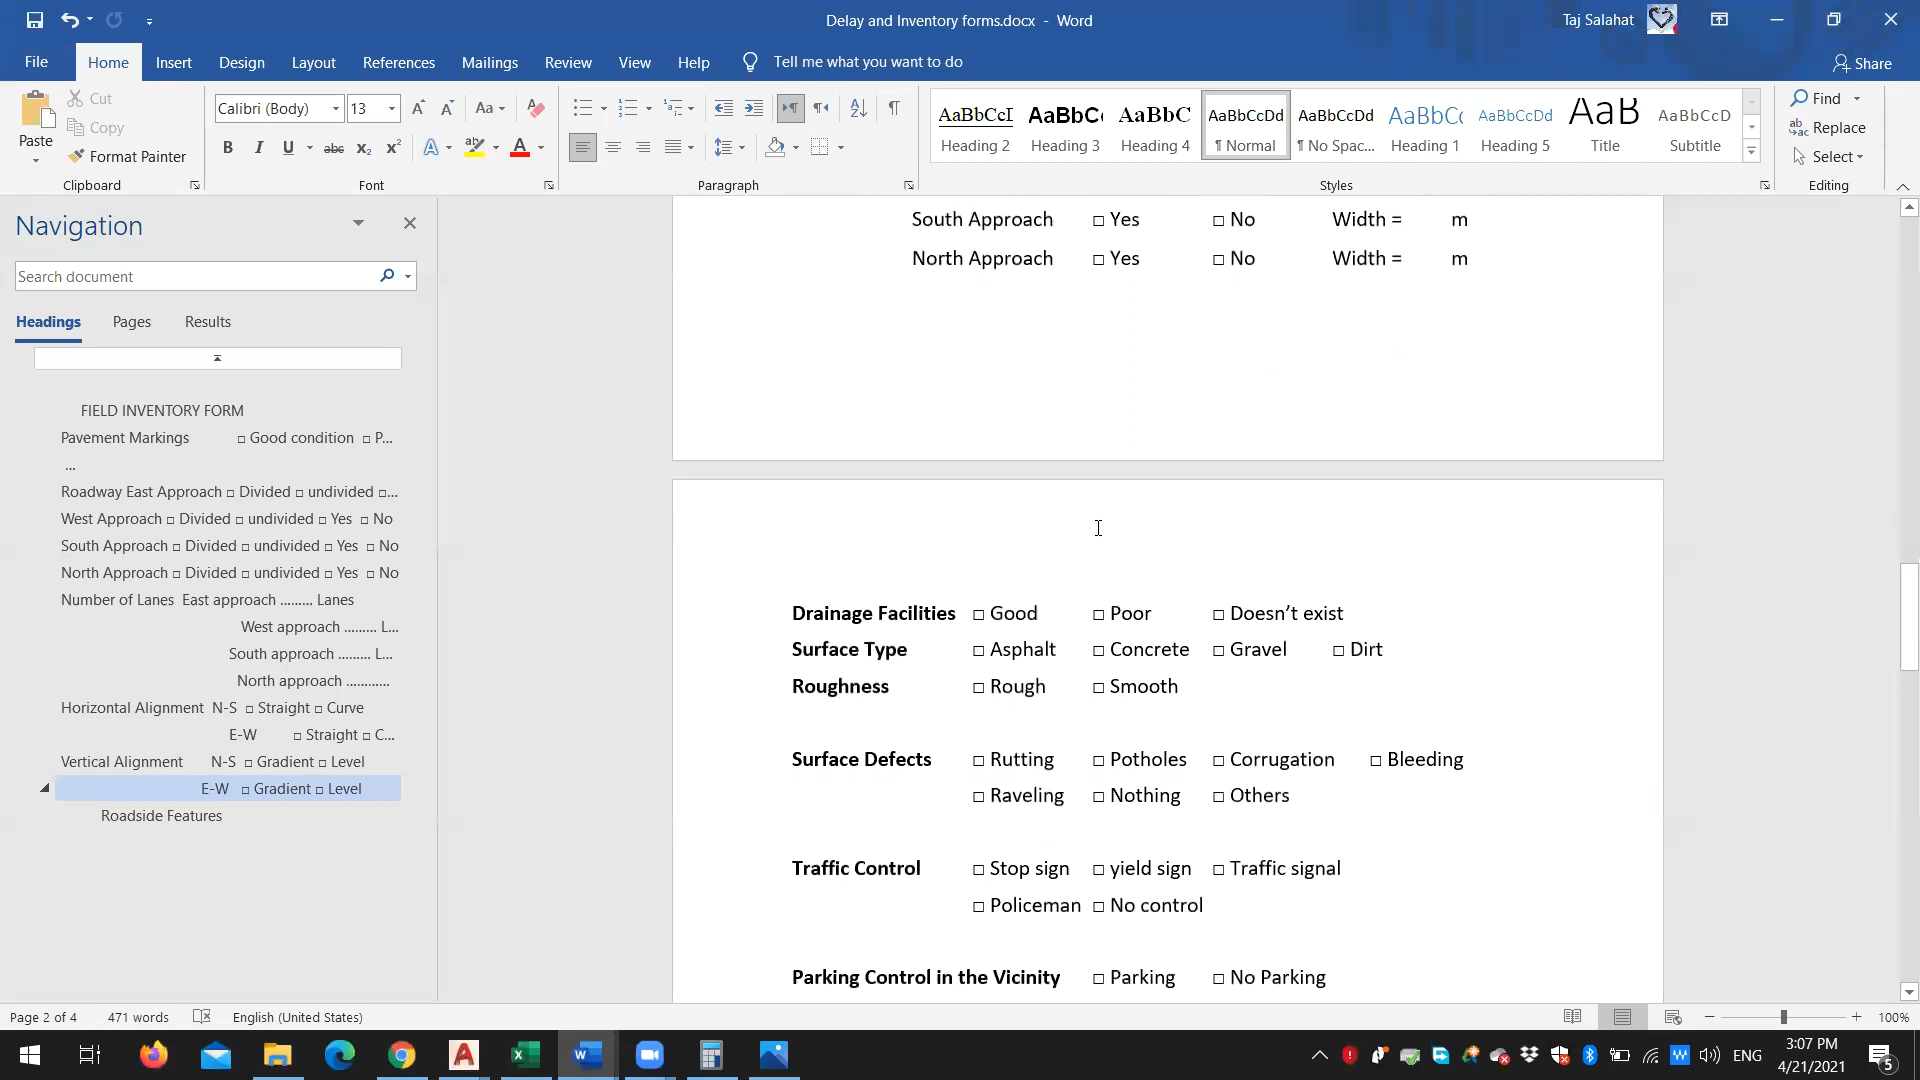 Delay and Inventory forms.docx - Word
Taj Salahat
File Home Insert Design Layout References Mailings Review View Help Tell me what you want to do Share
Paste
Cut
Copy
Format Painter
Clipboard
Calibri (Body) 13 Aa
B I U abc x₂ x² A A
Font
Paragraph
AaBbCcI AaBbC AaBbC AaBbCcDd AaBbCcDd AaBbC AaBbCcDd AaB AaBbCcD
Heading 2 Heading 3 Heading 4 ¶ Normal ¶ No Spac... Heading 1 Heading 5 Title Subtitle
Styles
Find
Replace
Select
Editing
Navigation
Search document
Headings Pages Results
FIELD INVENTORY FORM
Pavement Markings □ Good condition □ P...
...
Roadway East Approach □ Divided □ undivided □...
West Approach □ Divided □ undivided □ Yes □ No
South Approach □ Divided □ undivided □ Yes □ No
North Approach □ Divided □ undivided □ Yes □ No
Number of Lanes East approach ......... Lanes
West approach ......... L...
South approach ......... L...
North approach ............
Horizontal Alignment N-S □ Straight □ Curve
E-W □ Straight □ C...
Vertical Alignment N-S □ Gradient □ Level
E-W □ Gradient □ Level
Roadside Features
South Approach □ Yes □ No Width = m
North Approach □ Yes □ No Width = m
Drainage Facilities □ Good □ Poor □ Doesn’t exist
Surface Type □ Asphalt □ Concrete □ Gravel □ Dirt
Roughness □ Rough □ Smooth
Surface Defects □ Rutting □ Potholes □ Corrugation □ Bleeding
□ Raveling □ Nothing □ Others
Traffic Control □ Stop sign □ yield sign □ Traffic signal
□ Policeman □ No control
Parking Control in the Vicinity □ Parking □ No Parking
Page 2 of 4 471 words English (United States) 100%
ENG
3:07 PM
4/21/2021
5